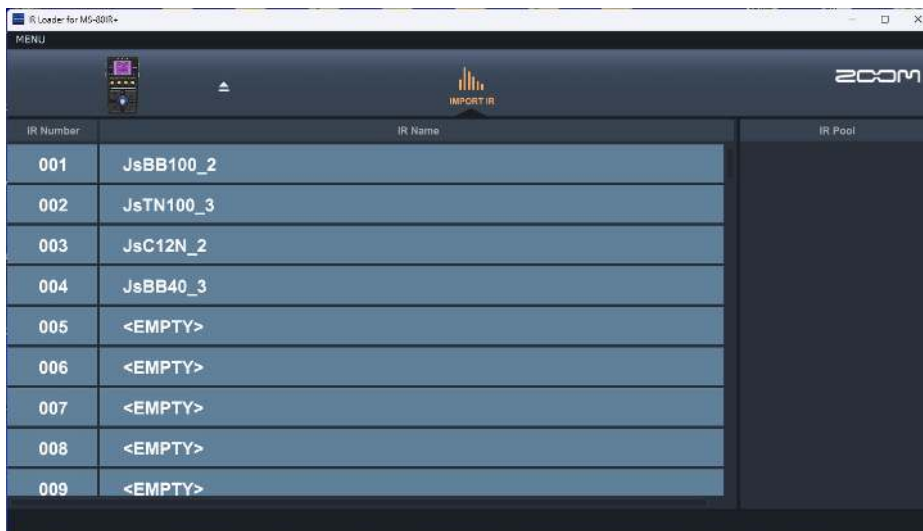 IR Loader for MS-80IR+
MENU
IMPORT IR
ZOOM
IR Number IR Name IR Pool
001 JsBB100_2
002 JsTN100_3
003 JsC12N_2
004 JsBB40_3
005 <EMPTY>
006 <EMPTY>
007 <EMPTY>
008 <EMPTY>
009 <EMPTY>